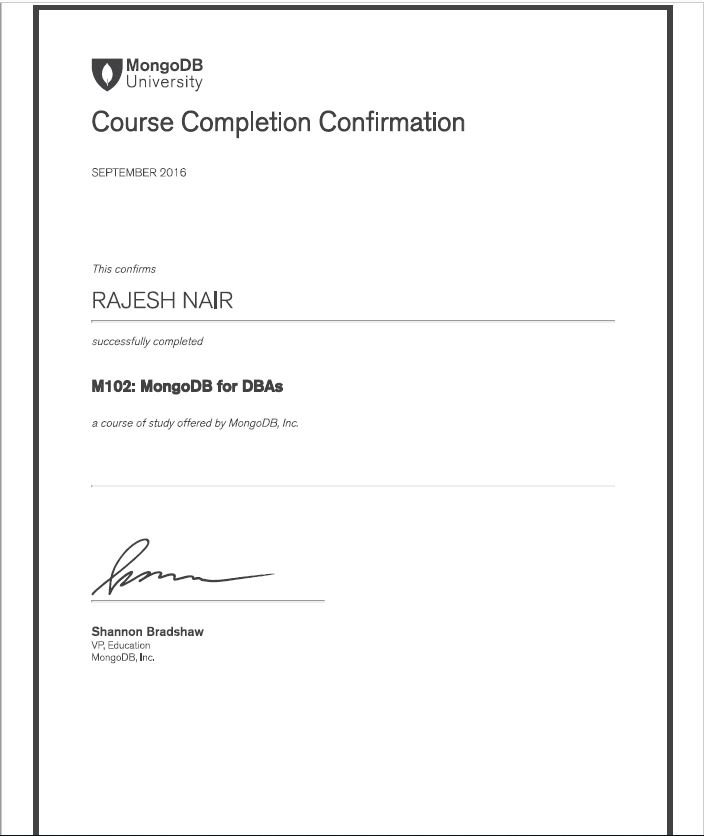 MongoDB
University
Course Completion Confirmation
SEPTEMBER 2016
This confirms
RAJESH NAIR
successfully completed
M102: MongoDB for DBAs
a course of study offered by MongoDB, Inc.
Shannon Bradshaw
VP, Education
MongoDB, Inc.